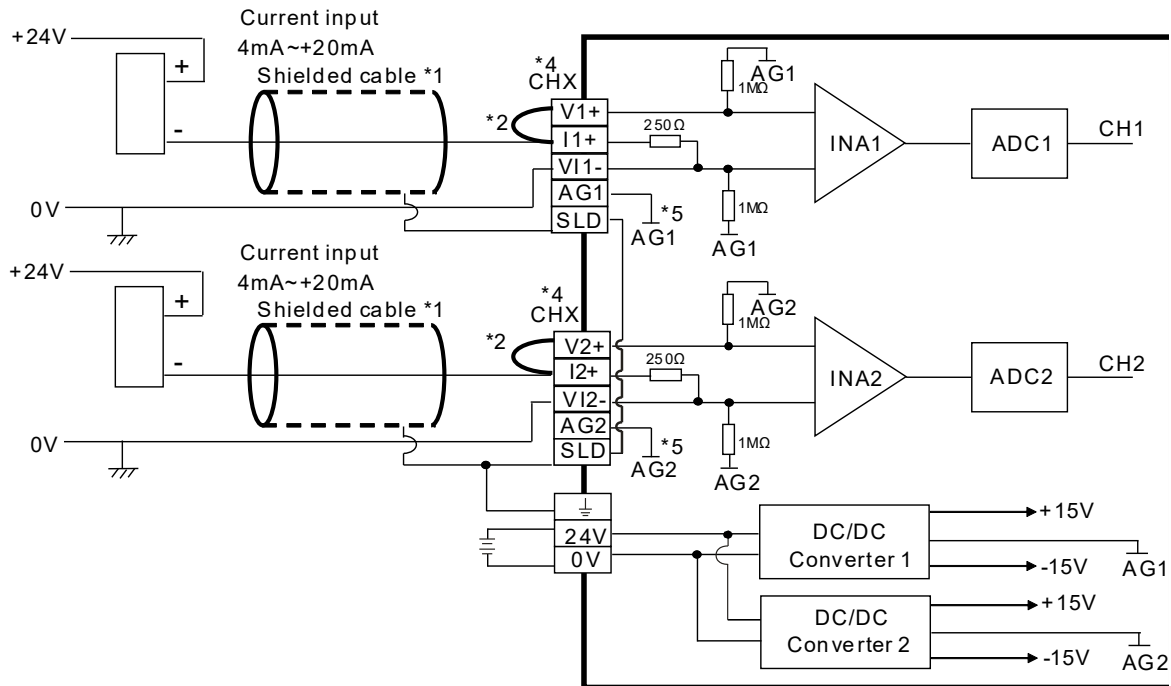 Current input
4mA~+20mA
Shielded cable *1
+24V
+
-
0V
*2
*4
CHX
V1+
I1+
VI1-
AG1
SLD
250Ω
1MΩ
AG1
1MΩ
AG1
*5
AG1
INA1
ADC1
CH1
Current input
4mA~+20mA
Shielded cable *1
+24V
+
-
0V
*2
*4
CHX
V2+
I2+
VI2-
AG2
SLD
250Ω
1MΩ
AG2
1MΩ
AG2
*5
AG2
INA2
ADC2
CH2
24V
0V
DC/DC
Converter 1
+15V
AG1
-15V
DC/DC
Converter 2
+15V
AG2
-15V